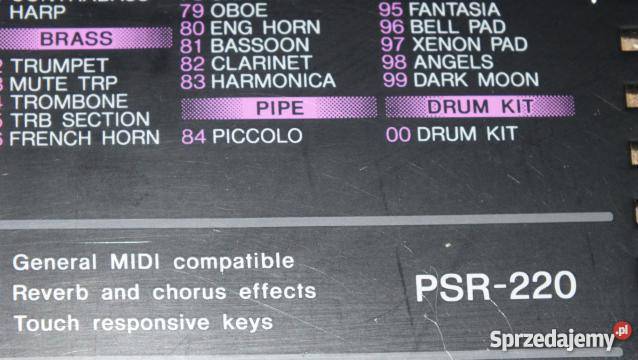 HARP
BRASS
TRUMPET
MUTE TRP
TROMBONE
TRB SECTION
FRENCH HORN
79 OBOE
80 ENG HORN
81 BASSOON
82 CLARINET
83 HARMONICA
PIPE
84 PICCOLO
95 FANTASIA
96 BELL PAD
97 XENON PAD
98 ANGELS
99 DARK MOON
DRUM KIT
00 DRUM KIT
General MIDI compatible
Reverb and chorus effects
Touch responsive keys
PSR-220
Sprzedajemy.pl